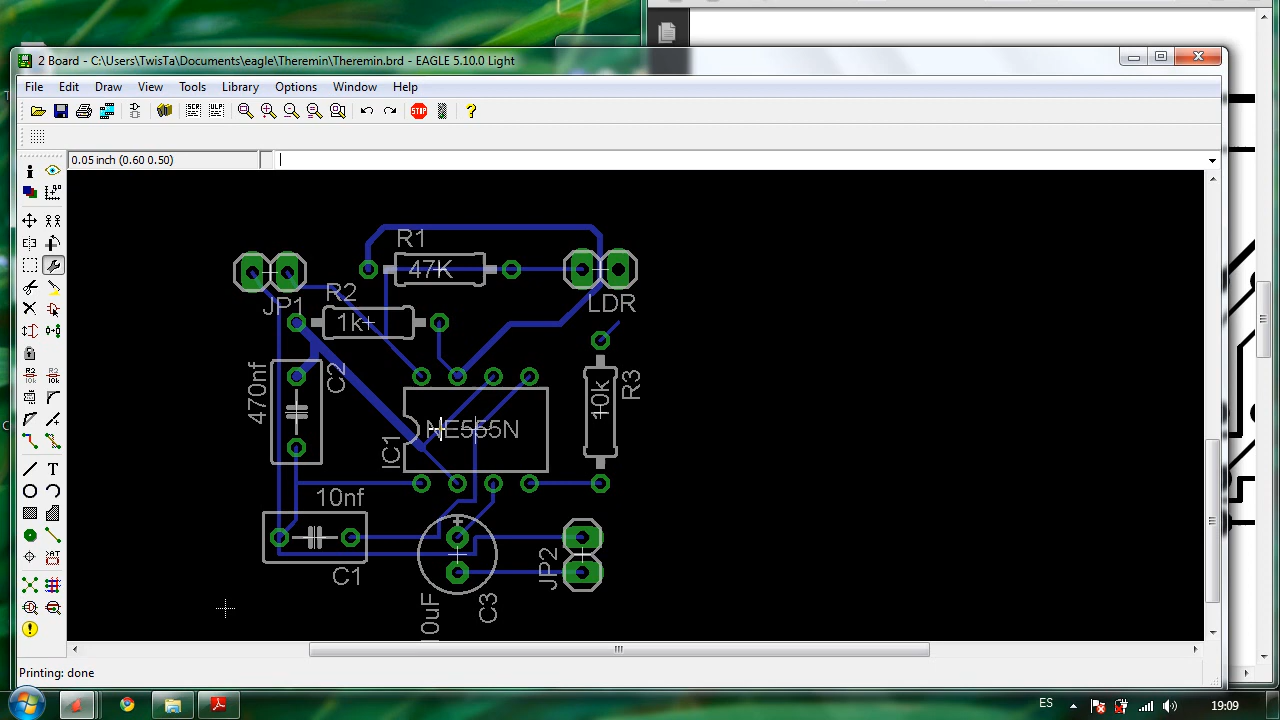 2 Board - C:\Users\TwisTa\Documents\eagle\Theremin\Theremin.brd - EAGLE 5.10.0 Light
File Edit Draw View Tools Library Options Window Help
STOP
0.05 inch (0.60 0.50)
R1
47K
JP1
R2
1k
LDR
470nf
C2
10k
R3
NE555N
IC1
10nf
C1
JP2
C3
Printing: done
ES
19:09